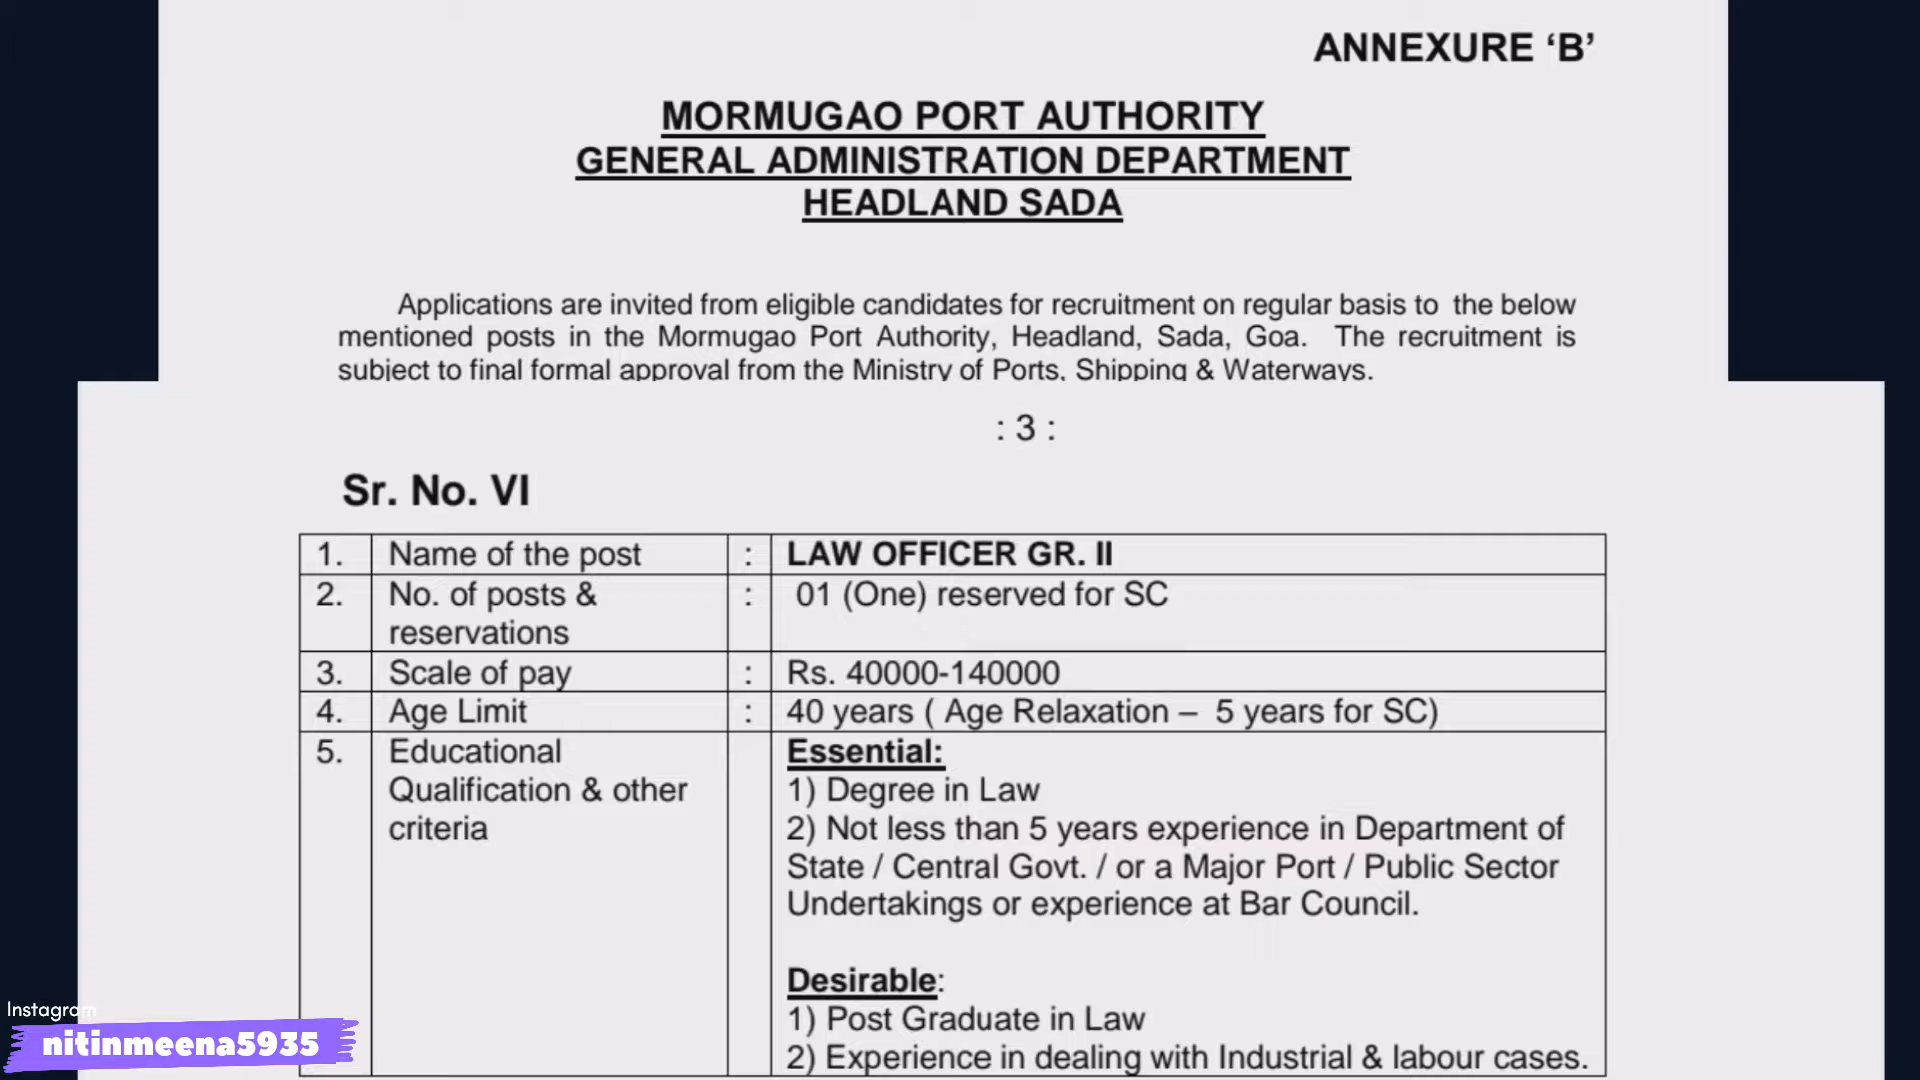 ANNEXURE ‘B’
MORMUGAO PORT AUTHORITY
GENERAL ADMINISTRATION DEPARTMENT
HEADLAND SADA
Applications are invited from eligible candidates for recruitment on regular basis to the below
mentioned posts in the Mormugao Port Authority, Headland, Sada, Goa. The recruitment is
subject to final formal approval from the Ministry of Ports, Shipping & Waterways.
: 3 :
Sr. No. VI
1. Name of the post : LAW OFFICER GR. II
2. No. of posts & : 01 (One) reserved for SC
reservations
3. Scale of pay : Rs. 40000-140000
4. Age Limit : 40 years ( Age Relaxation – 5 years for SC)
5. Educational Essential:
Qualification & other 1) Degree in Law
criteria 2) Not less than 5 years experience in Department of
State / Central Govt. / or a Major Port / Public Sector
Undertakings or experience at Bar Council.
Desirable:
1) Post Graduate in Law
2) Experience in dealing with Industrial & labour cases.
Instagram
nitinmeena5935